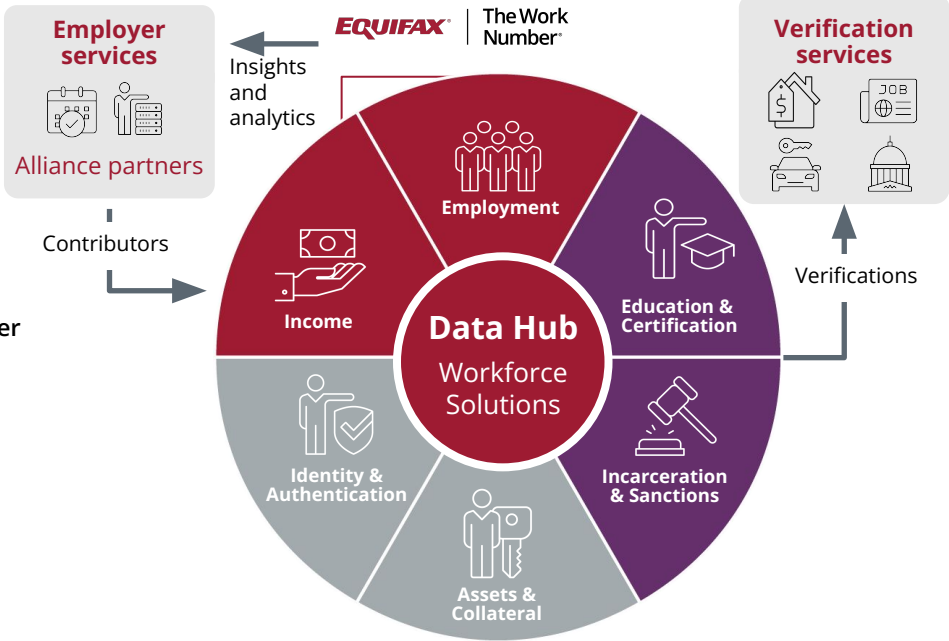 Employer
services
Alliance partners
EQUIFAX®
The Work
Number®
Insights
and
analytics
Verification
services
$
JOB
Contributors
Verifications
er
Employment
Income
Education &
Certification
Data Hub
Workforce
Solutions
Identity &
Authentication
Incarceration
& Sanctions
Assets &
Collateral